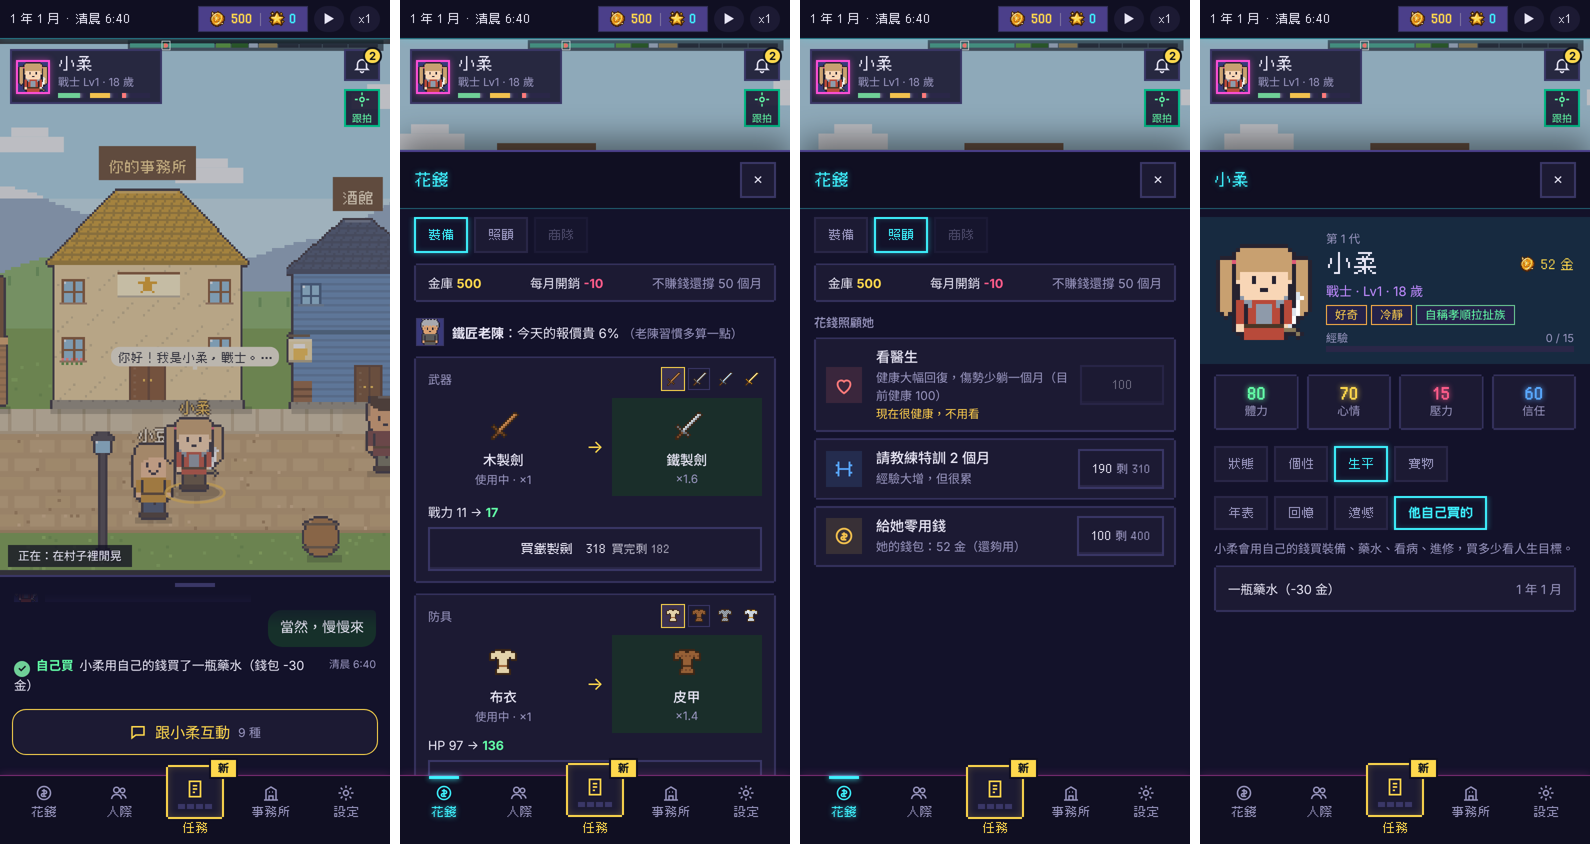 1 年 1 月 · 清晨 6:40
500
0
x1
小柔
戰士 Lv1 · 18 歲
2
跟拍
你的事務所
酒館
你好！我是小柔，戰士。⋯
小柔
正在：在村子裡閒晃
當然，慢慢來
自己買 小柔用自己的錢買了一瓶藥水（錢包 -30 金）
清晨 6:40
跟小柔互動 9 種
新
花錢
人際
任務
事務所
設定
1 年 1 月 · 清晨 6:40
500
0
x1
小柔
戰士 Lv1 · 18 歲
2
跟拍
花錢
×
裝備
照顧
商隊
金庫 500
每月開銷 -10
不賺錢還撐 50 個月
鐵匠老陳：今天的報價貴 6% （老陳習慣多算一點）
武器
木製劍
使用中 · ×1
→
鐵製劍
×1.6
戰力 11 → 17
買鐵製劍 318 買完剩 182
防具
布衣
使用中 · ×1
→
皮甲
×1.4
HP 97 → 136
新
花錢
人際
任務
事務所
設定
1 年 1 月 · 清晨 6:40
500
0
x1
小柔
戰士 Lv1 · 18 歲
2
跟拍
花錢
×
裝備
照顧
商隊
金庫 500
每月開銷 -10
不賺錢還撐 50 個月
花錢照顧她
看醫生
健康大幅回復，傷勢少躺一個月（目
前健康 100）
現在很健康，不用看
100
請教練特訓 2 個月
經驗大增，但很累
190 剩 310
給她零用錢
她的錢包：52 金（還夠用）
100 剩 400
新
花錢
人際
任務
事務所
設定
1 年 1 月 · 清晨 6:40
500
0
x1
小柔
戰士 Lv1 · 18 歲
2
跟拍
小柔
×
第 1 代
小柔
52 金
戰士 · Lv1 · 18 歲
好奇
冷靜
自稱孝順拉扯族
經驗
0 / 15
80
體力
70
心情
15
壓力
60
信任
狀態
個性
生平
寶物
年表
回憶
遺憾
他自己買的
小柔會用自己的錢買裝備、藥水、看病、進修，買多少看人生目標。
一瓶藥水（-30 金）
1 年 1 月
新
花錢
人際
任務
事務所
設定